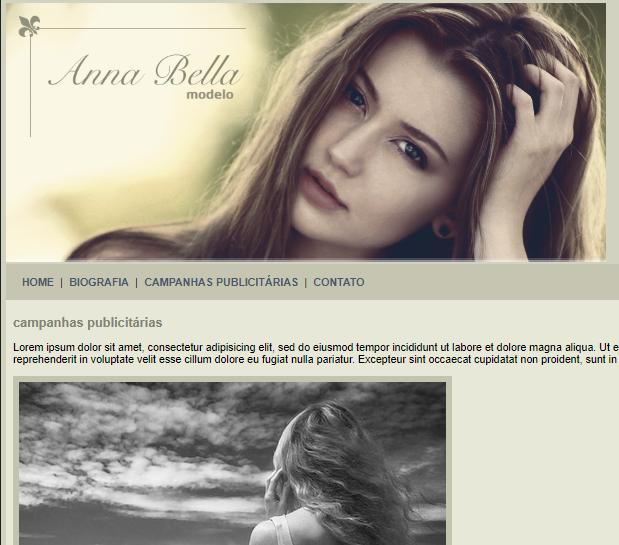 Anna Bella
modelo
HOME | BIOGRAFIA | CAMPANHAS PUBLICITÁRIAS | CONTATO
campanhas publicitárias
Lorem ipsum dolor sit amet, consectetur adipisicing elit, sed do eiusmod tempor incididunt ut labore et dolore magna aliqua. Ut e
reprehenderit in voluptate velit esse cillum dolore eu fugiat nulla pariatur. Excepteur sint occaecat cupidatat non proident, sunt in